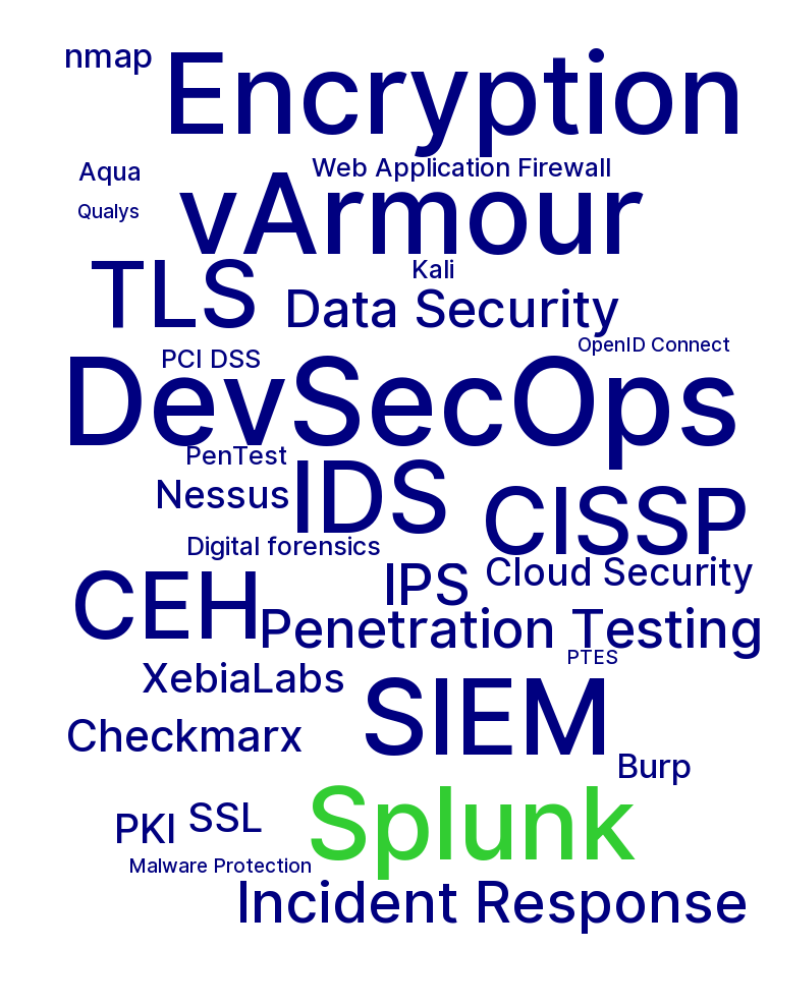 nmap
Encryption
Aqua
Web Application Firewall
Qualys
vArmour
TLS
Kali
Data Security
OpenID Connect
PCI DSS
DevSecOps
PenTest
Nessus
IDS
CISSP
Digital forensics
IPS
Cloud Security
CEH
Penetration Testing
PTES
XebiaLabs
SIEM
Checkmarx
Burp
PKI
SSL
Splunk
Malware Protection
Incident Response